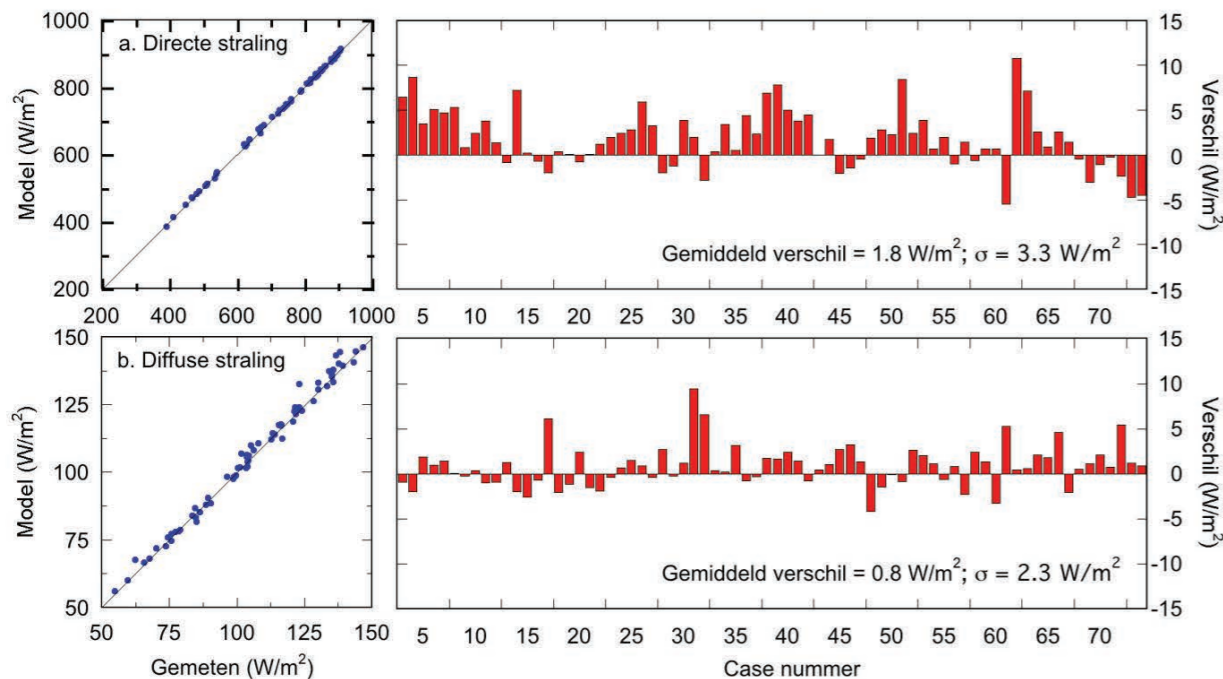 a. Directe straling
Model (W/m²)
1000
800
600
400
200
200 400 600 800 1000
15
10
5
0
-5
-10
-15
Verschil (W/m²)
Gemiddeld verschil = 1.8 W/m²; σ = 3.3 W/m²
5 10 15 20 25 30 35 40 45 50 55 60 65 70
b. Diffuse straling
Model (W/m²)
150
125
100
75
50
50 75 100 125 150
Gemeten (W/m²)
15
10
5
0
-5
-10
-15
Verschil (W/m²)
Gemiddeld verschil = 0.8 W/m²; σ = 2.3 W/m²
5 10 15 20 25 30 35 40 45 50 55 60 65 70
Case nummer